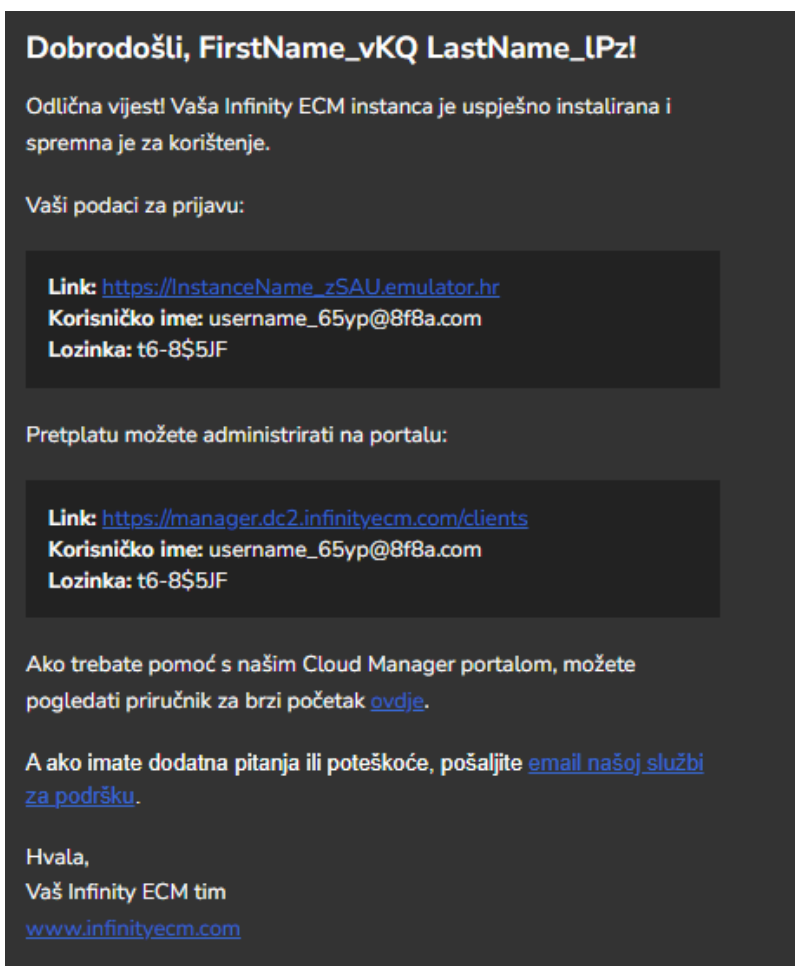 Dobrodošli, FirstName_vKQ LastName_lPz!
Odlična vijest! Vaša Infinity ECM instanca je uspješno instalirana i
spremna je za korištenje.
Vaši podaci za prijavu:
Link: https://InstanceName_zSAU.emulator.hr
Korisničko ime: username_65yp@8f8a.com
Lozinka: t6-8$5JF
Pretplatu možete administrirati na portalu:
Link: https://manager.dc2.infinityecm.com/clients
Korisničko ime: username_65yp@8f8a.com
Lozinka: t6-8$5JF
Ako trebate pomoć s našim Cloud Manager portalom, možete
pogledati priručnik za brzi početak ovdje.
A ako imate dodatna pitanja ili poteškoće, pošaljite email našoj službi
za podršku.
Hvala,
Vaš Infinity ECM tim
www.infinityecm.com